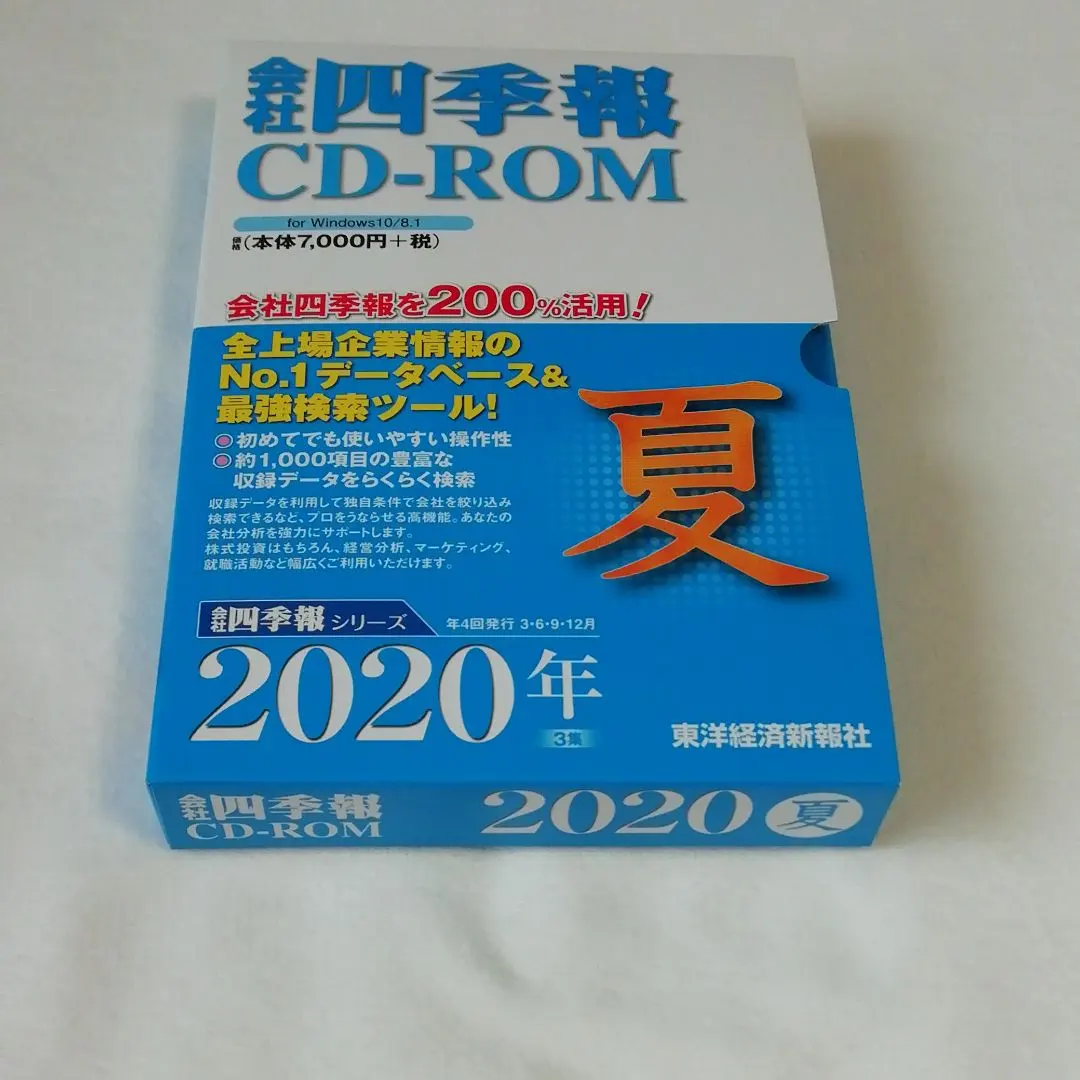 会社四季報
CD-ROM
for Windows10/8.1
価格(本体7,000円+税)
会社四季報を200%活用!
全上場企業情報の
No.1データベース&
最強検索ツール!
初めてでも使いやすい操作性
約1,000項目の豊富な
収録データをらくらく検索
収録データを利用して独自条件で会社を絞り込み
検索できるなど、プロをうならせる高機能。あなたの
会社分析を強力にサポートします。
株式投資はもちろん、経営分析、マーケティング、
就職活動など幅広くご利用いただけます。
夏
会社四季報シリーズ
年4回発行 3・6・9・12月
2020年
3集
東洋経済新報社
会社四季報
CD-ROM
2020 夏